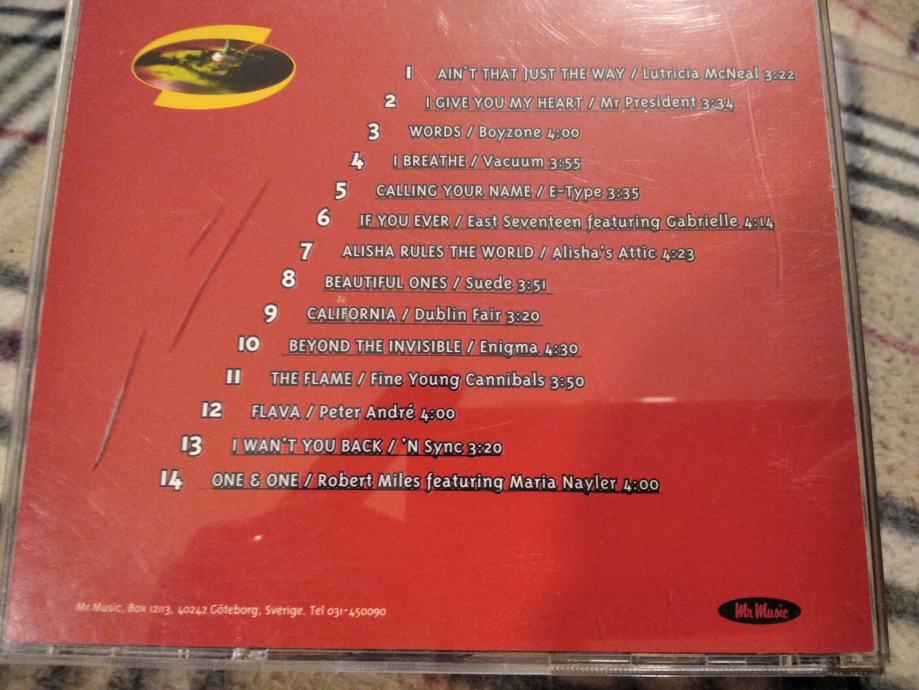 1 AIN'T THAT JUST THE WAY / Lutricia McNeal 3:22
2 I GIVE YOU MY HEART / Mr President 3:34
3 WORDS / Boyzone 4:00
4 I BREATHE / Vacuum 3:55
5 CALLING YOUR NAME / E-Type 3:35
6 IF YOU EVER / East Seventeen featuring Gabrielle 4:14
7 ALISHA RULES THE WORLD / Alisha's Attic 4:23
8 BEAUTIFUL ONES / Suede 3:51
9 CALIFORNIA / Dublin Fair 3:20
10 BEYOND THE INVISIBLE / Enigma 4:30
11 THE FLAME / Fine Young Cannibals 3:50
12 FLAVA / Peter André 4:00
13 I WAN'T YOU BACK / 'N Sync 3:20
14 ONE & ONE / Robert Miles featuring Maria Nayler 4:00
Mr Music, Box 12113, 40242 Göteborg, Sverige. Tel 031-450090
Mr Music